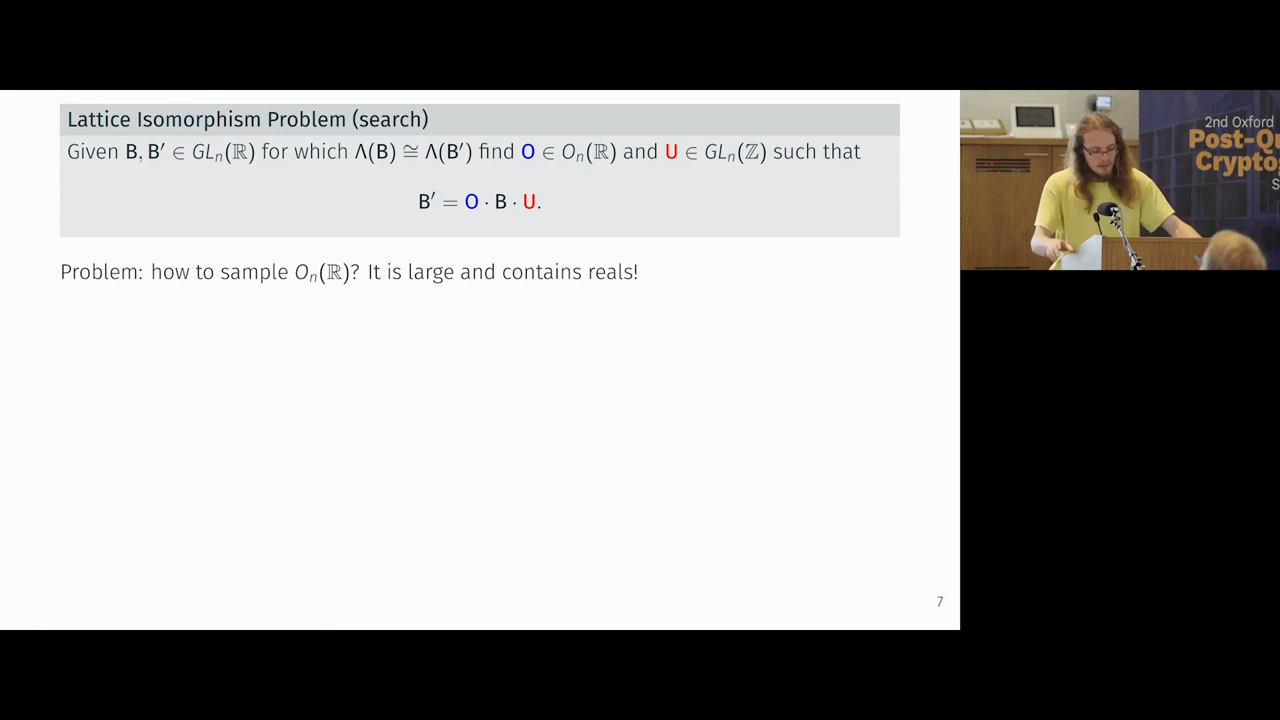 Lattice Isomorphism Problem (search)
Given B, B′ ∈ GLₙ(ℝ) for which Λ(B) ≅ Λ(B′) find O ∈ Oₙ(ℝ) and U ∈ GLₙ(ℤ) such that
B′ = O · B · U.
Problem: how to sample Oₙ(ℝ)? It is large and contains reals!
7
2nd Oxford
Post-Qu
Cryptog
S